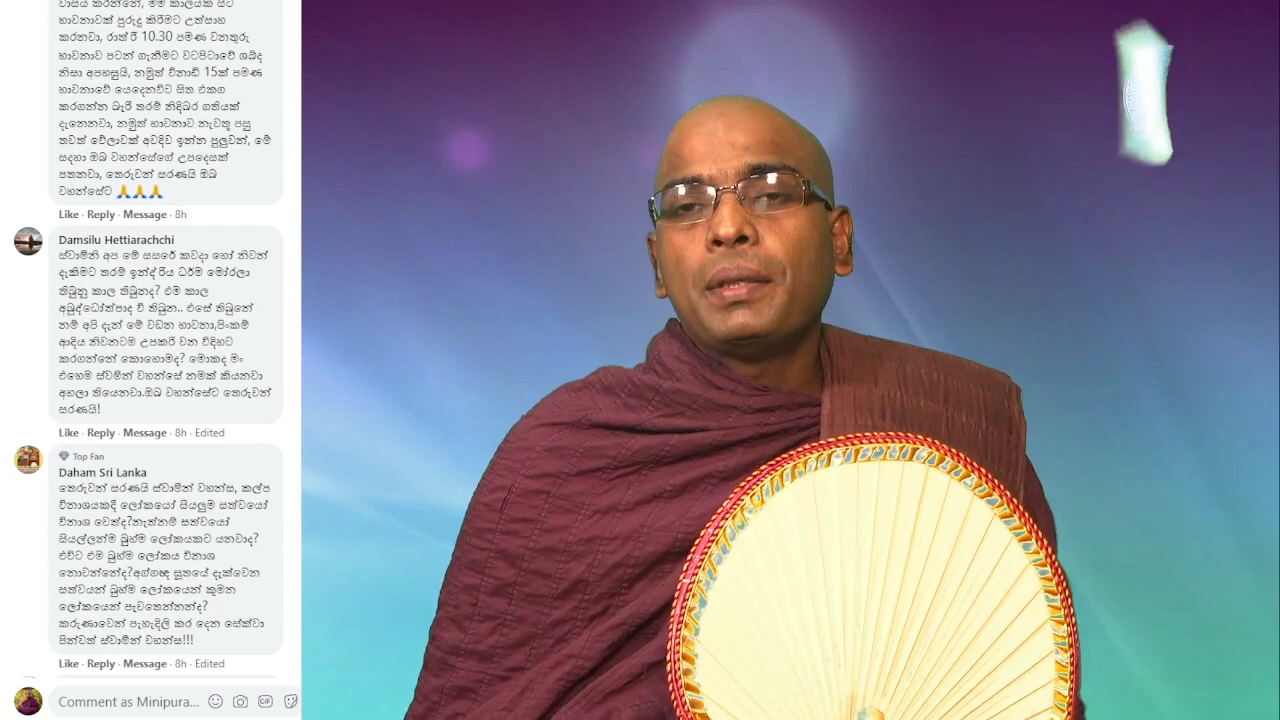 වාසය කරන්නේ, මම කාලයක සිට
භාවනාවක් පුරුදු කිරීමට උත්සාහ
කරනවා, රාත්‍රී 10.30 පමණ වනතුරු
භාවනාව පටන් ගැනීමට වටපිටාවේ ශබ්ද
නිසා අපහසුයි, නමුත් විනාඩි 15ක් පමණ
භාවනාවේ යෙදෙනවිට සිත එකග
කරගන්න බැරි තරම් නිදිබර ගතියක්
දැනෙනවා, නමුත් භාවනාව නැවතූ පසු
තවත් වේලාවක් අවදිව ඉන්න පුලුවන්, මේ
සදහා ඔබ වහන්සේගේ උපදෙසක්
පතනවා, තෙරුවන් සරණයි ඔබ
වහන්සේට 🙏🙏🙏
Like · Reply · Message · 8h
Damsilu Hettiarachchi
ස්වාමීනි අප මේ සසරේ කවදා හෝ නිවන්
දැකීමට තරම් ඉන්ද්‍රිය ධර්ම මෝරලා
තිබුනු කාල තිබුනද? එම කාල
අබුද්ධෝත්පාද වී තිබුන.. එසේ තිබුනේ
නම් අපි දැන් මේ වඩන භාවනා,පිංකම්
ආදිය නිවනටම උපකාරී වන විදිහට
කරගන්නේ කොහොමද? මොකද මං
එහෙම ස්වමීන් වහන්සේ නමක් කියනවා
අහලා තියෙනවා.ඔබ වහන්සේට තෙරුවන්
සරණයි!
Like · Reply · Message · 8h · Edited
Top Fan
Daham Sri Lanka
තෙරුවන් සරණයි ස්වාමීන් වහන්ස, කල්ප
විනාශයකදී ලෝකයෝ සියලුම සත්වයෝ
විනාශ වෙත්ද?නැත්නම් සත්වයෝ
සියල්ලන්ම බ්‍රහ්ම ලෝකයකට යනවාද?
එවිට එම බ්‍රහ්ම ලෝකය විනාශ
නොවන්නේද?අග්ගඤ සූතයේ දැක්වෙන
සත්වයන් බ්‍රහ්ම ලෝකයෙන් කුමන
ලෝකයෙන් පැවතෙන්නන්ද?
කරුණාවෙන් පැහැදිලි කර දෙන සේක්වා
පින්වත් ස්වාමීන් වහන්ස!!!
Like · Reply · Message · 8h · Edited
Comment as Minipura...
GIF